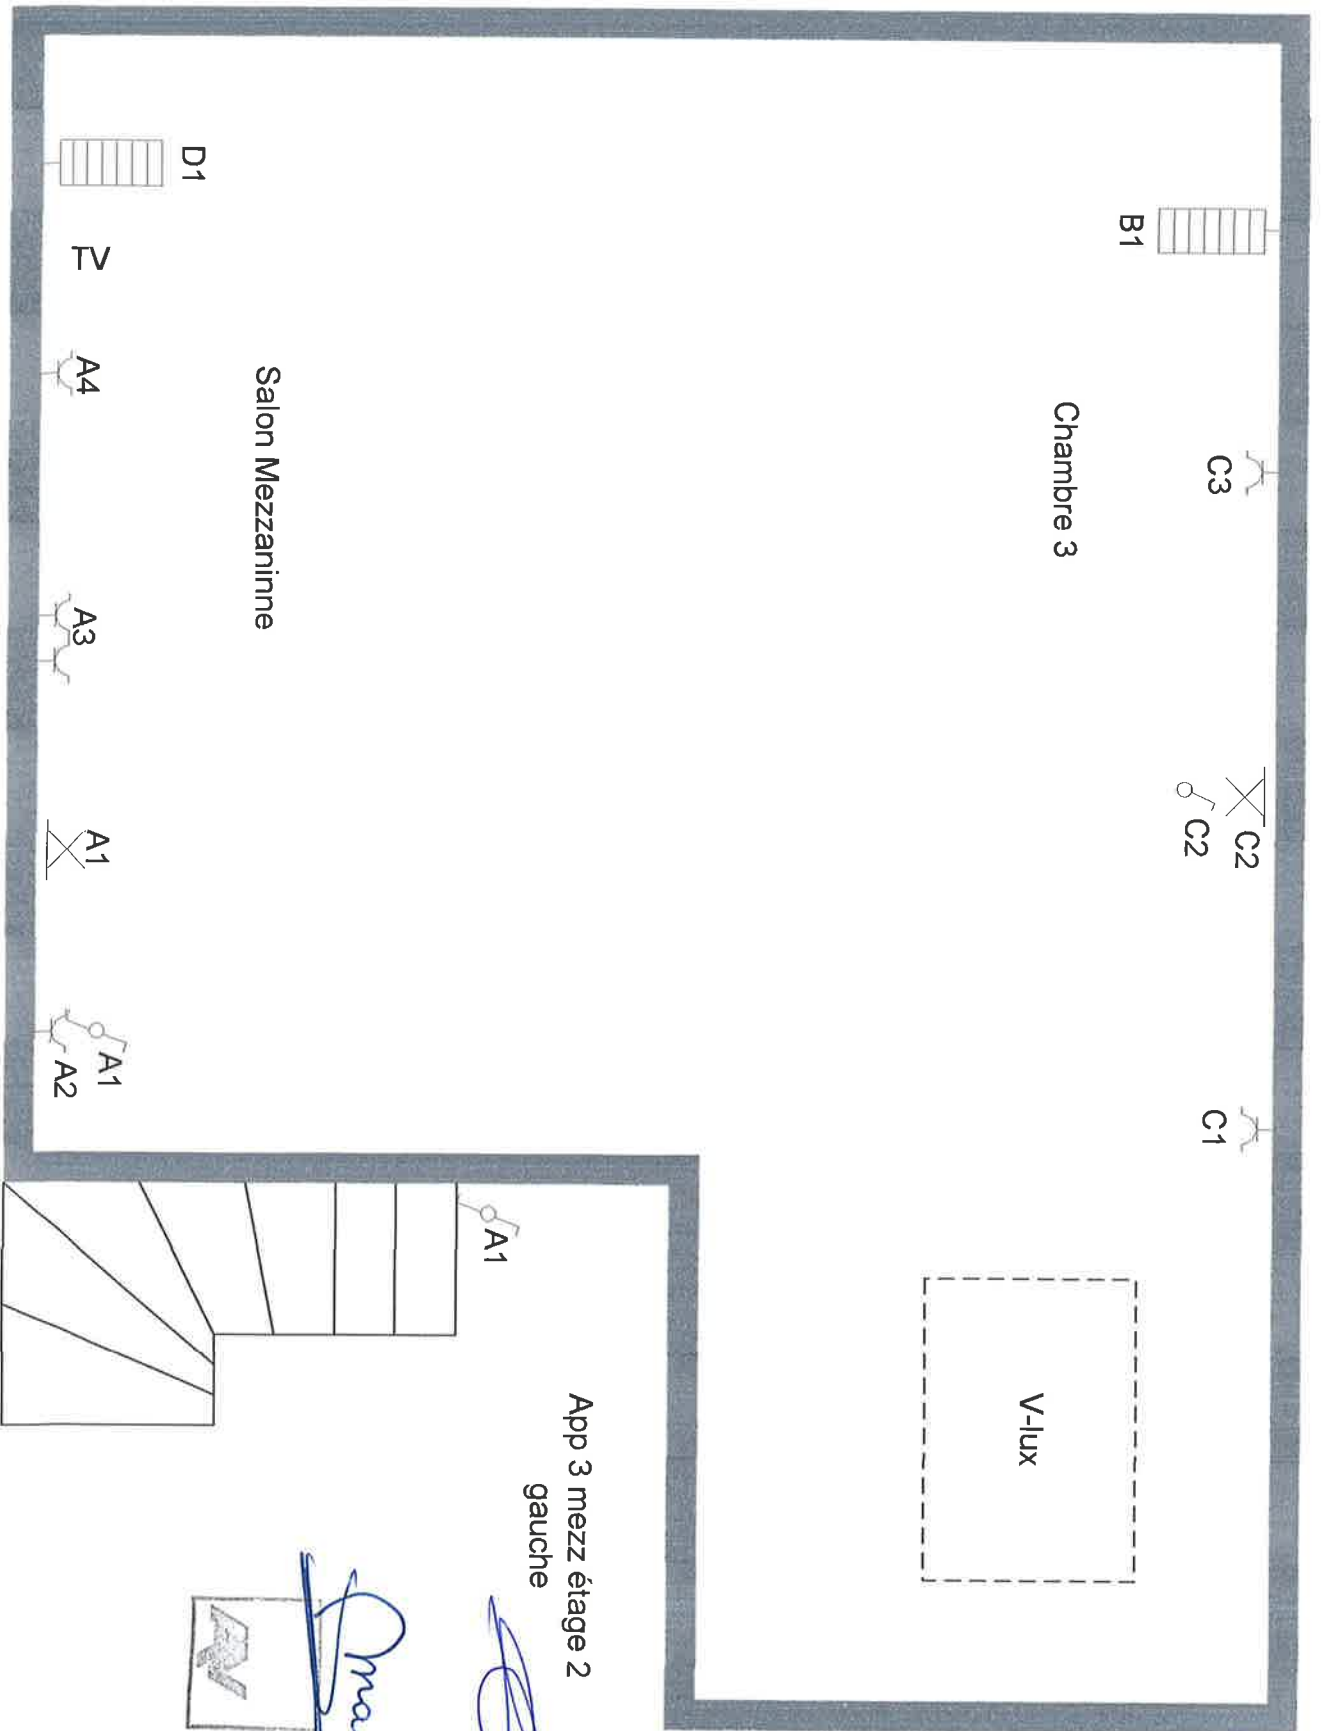 B1
C3
C2
C2
C1
Chambre 3
V-lux
D1
TV
A4
Salon Mezzaninne
A3
A1
A1
A2
A1
App 3 mezz étage 2
gauche